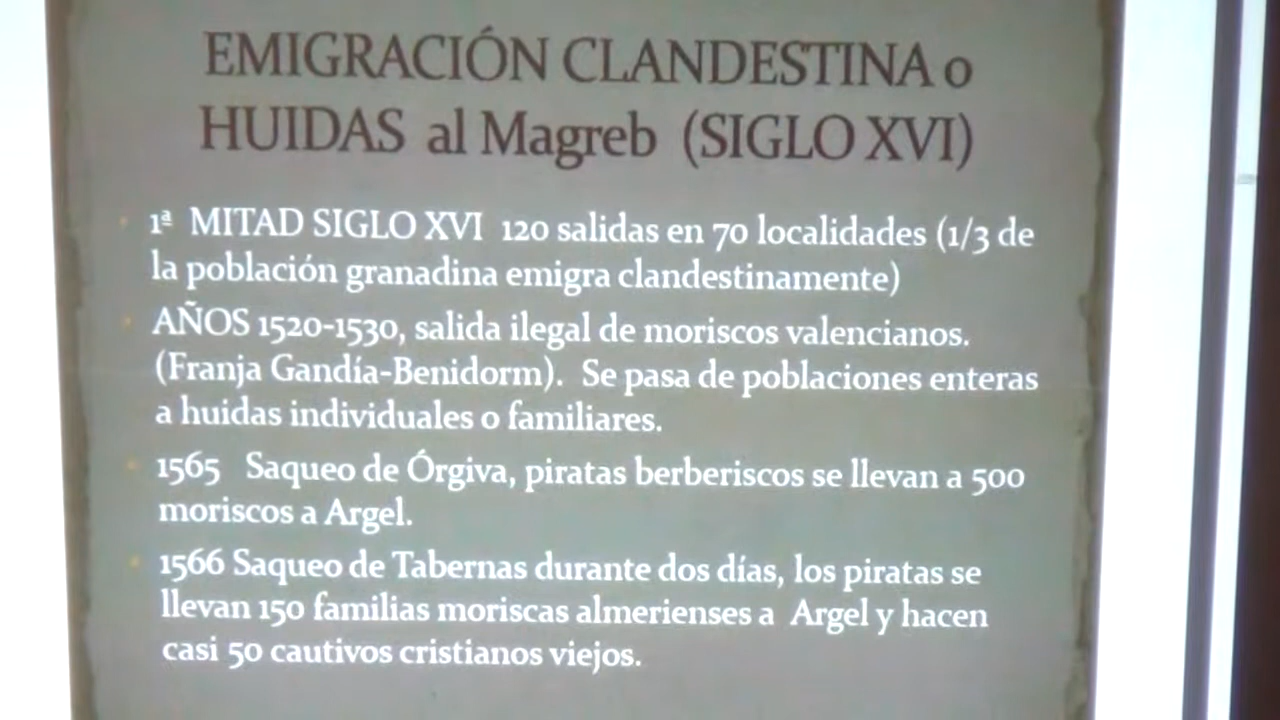 EMIGRACIÓN CLANDESTINA o
HUIDAS al Magreb (SIGLO XVI)
1ª MITAD SIGLO XVI 120 salidas en 70 localidades (1/3 de
la población granadina emigra clandestinamente)
AÑOS 1520-1530, salida ilegal de moriscos valencianos.
(Franja Gandía-Benidorm). Se pasa de poblaciones enteras
a huidas individuales o familiares.
1565 Saqueo de Órgiva, piratas berberiscos se llevan a 500
moriscos a Argel.
1566 Saqueo de Tabernas durante dos días, los piratas se
llevan 150 familias moriscas almerienses a Argel y hacen
casi 50 cautivos cristianos viejos.